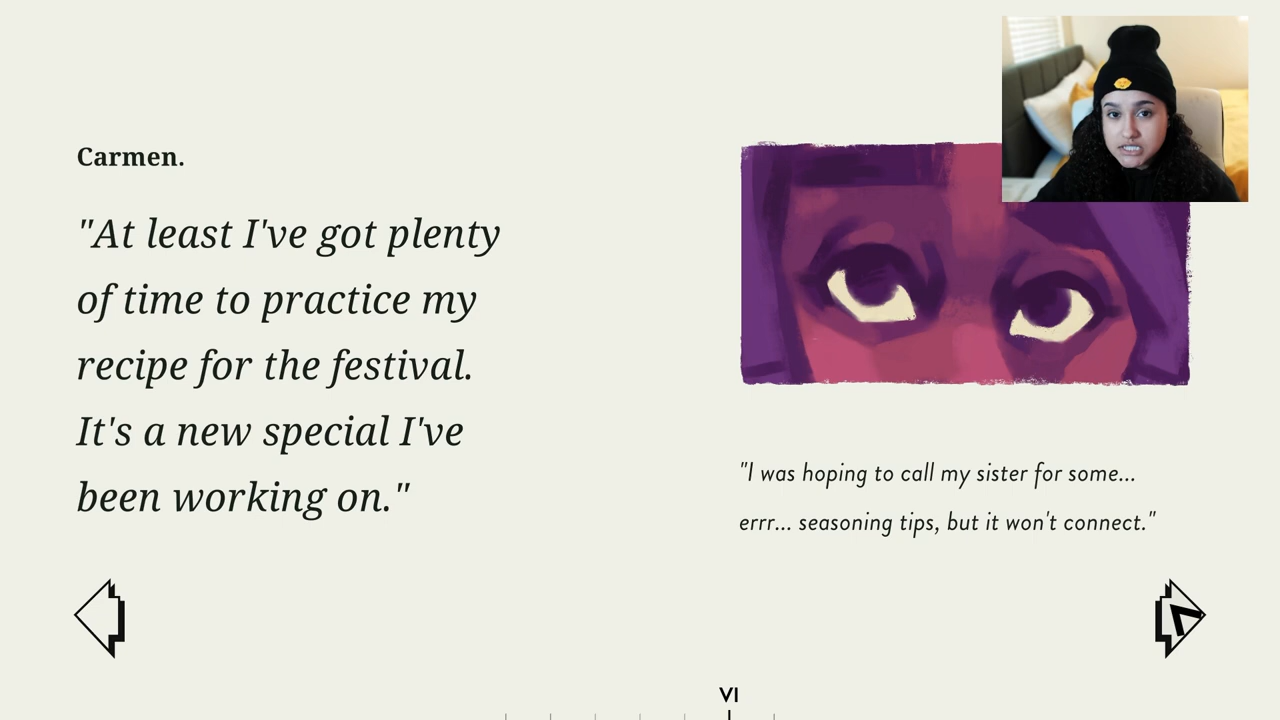 Carmen.
"At least I've got plenty
of time to practice my
recipe for the festival.
It's a new special I've
been working on."
"I was hoping to call my sister for some...
errr... seasoning tips, but it won't connect."
VI